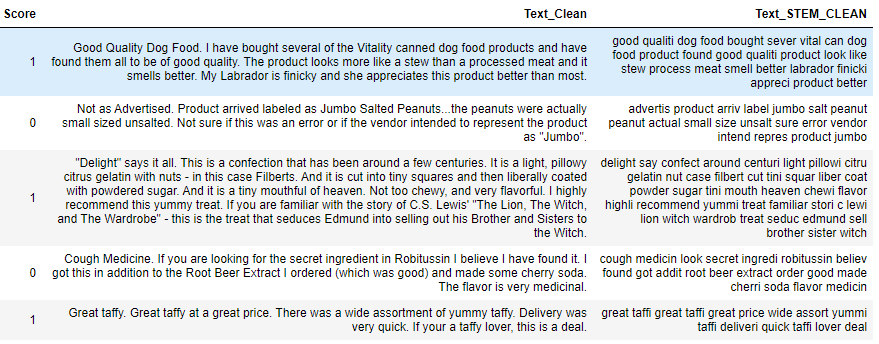 Score Text_Clean Text_STEM_CLEAN
1
Good Quality Dog Food. I have bought several of the Vitality canned dog food products and have
found them all to be of good quality. The product looks more like a stew than a processed meat and it
smells better. My Labrador is finicky and she appreciates this product better than most.
good qualiti dog food bought sever vital can dog
food product found good qualiti product look like
stew process meat smell better labrador finicki
appreci product better
0
Not as Advertised. Product arrived labeled as Jumbo Salted Peanuts...the peanuts were actually
small sized unsalted. Not sure if this was an error or if the vendor intended to represent the product
as "Jumbo".
advertis product arriv label jumbo salt peanut
peanut actual small size unsalt sure error vendor
intend repres product jumbo
1
"Delight" says it all. This is a confection that has been around a few centuries. It is a light, pillowy
citrus gelatin with nuts - in this case Filberts. And it is cut into tiny squares and then liberally coated
with powdered sugar. And it is a tiny mouthful of heaven. Not too chewy, and very flavorful. I highly
recommend this yummy treat. If you are familiar with the story of C.S. Lewis' "The Lion, The Witch,
and The Wardrobe" - this is the treat that seduces Edmund into selling out his Brother and Sisters to
the Witch.
delight say confect around centuri light pillowi citru
gelatin nut case filbert cut tini squar liber coat
powder sugar tini mouth heaven chewi flavor
highli recommend yummi treat familiar stori c lewi
lion witch wardrob treat seduc edmund sell
brother sister witch
0
Cough Medicine. If you are looking for the secret ingredient in Robitussin I believe I have found it. I
got this in addition to the Root Beer Extract I ordered (which was good) and made some cherry soda.
The flavor is very medicinal.
cough medicin look secret ingredi robitussin believ
found got addit root beer extract order good made
cherri soda flavor medicin
1
Great taffy. Great taffy at a great price. There was a wide assortment of yummy taffy. Delivery was
very quick. If your a taffy lover, this is a deal.
great taffi great taffi great price wide assort yummi
taffi deliveri quick taffi lover deal